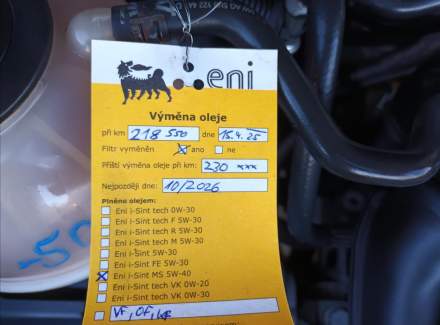 eni
Výměna oleje
při km 218 550 dne 15.4.25
Filtr vyměněn x ano ne
Příští výměna oleje při km: 230 xxx
Nejpozději dne: 10/2026
Plněno olejem:
Eni i-Sint tech 0W-30
Eni i-Sint tech F 5W-30
Eni i-Sint tech R 5W-30
Eni i-Sint tech M 5W-30
Eni i-Sint 5W-30
Eni i-Sint FE 5W-30
x Eni i-Sint MS 5W-40
Eni i-Sint tech VK 0W-20
Eni i-Sint tech VK 0W-30
VF, OF,
-50